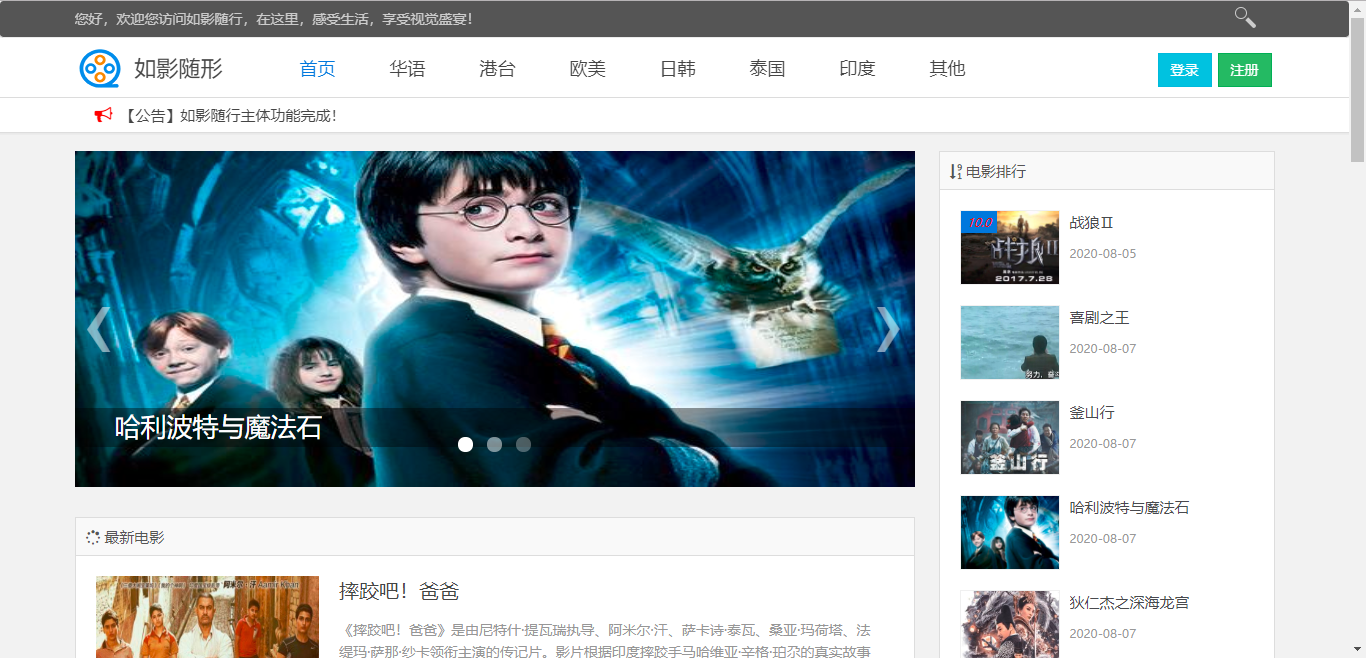 您好，欢迎您访问如影随行，在这里，感受生活，享受视觉盛宴！
如影随形
首页 华语 港台 欧美 日韩 泰国 印度 其他
登录 注册
【公告】如影随行主体功能完成！
哈利波特与魔法石
电影排行
10.0
战狼II
2017.7.28
战狼Ⅱ
2020-08-05
喜剧之王
2020-08-07
釜山行
釜山行
2020-08-07
哈利波特与魔法石
2020-08-07
狄仁杰之深海龙宫
2020-08-07
最新电影
摔跤吧！爸爸
《摔跤吧！爸爸》是由尼特什·提瓦瑞执导、阿米尔·汗、萨卡诗·泰瓦、桑亚·玛荷塔、法
缇玛·萨那·纱卡领衔主演的传记片。影片根据印度摔跤手马哈维亚·辛格·珀尕的真实故事